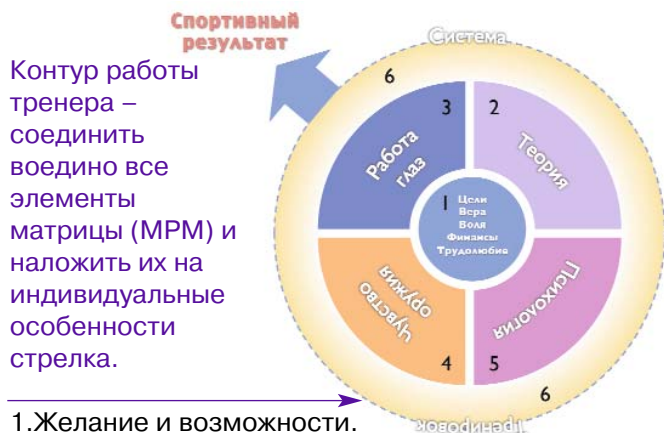 Спортивный
результат
Контур работы
тренера –
соединить
воедино все
элементы
матрицы (МРМ) и
наложить их на
индивидуальные
особенности
стрелка.
1.Желание и возможности.
Система
6
3
2
Работа
глаз
Теория
1
Цели
Вера
Воля
Финансы
Трудолюбие
Чувство
оружия
Психология
4
5
6
Тренировок